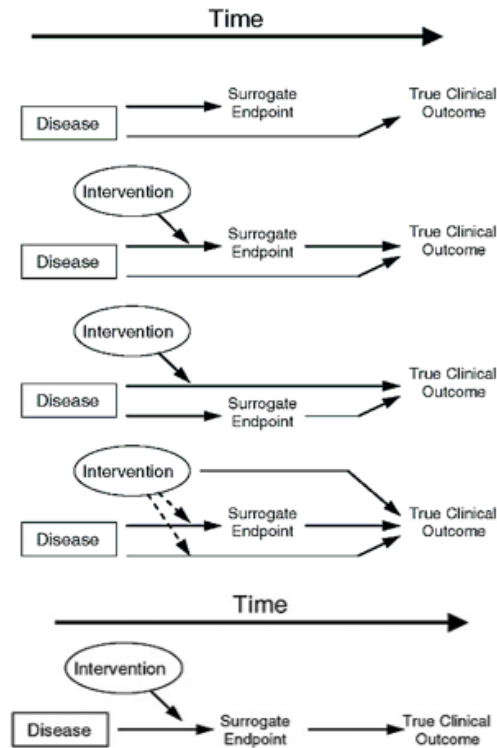 Time
Surrogate
Endpoint
True Clinical
Outcome
Disease
Intervention
Surrogate
Endpoint
True Clinical
Outcome
Disease
Intervention
True Clinical
Outcome
Disease
Surrogate
Endpoint
Intervention
Surrogate
Endpoint
True Clinical
Outcome
Disease
Time
Intervention
Disease
Surrogate
Endpoint
True Clinical
Outcome